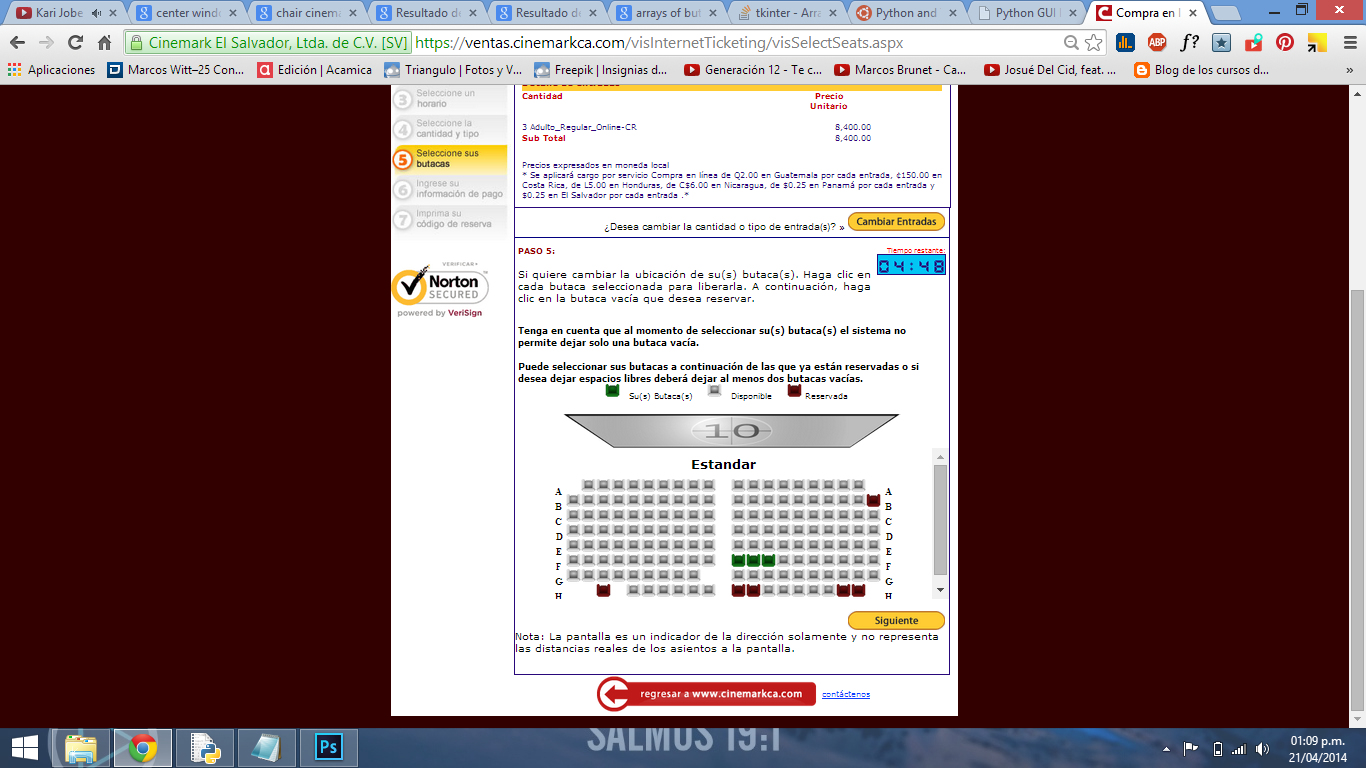 Kari Jobe
center wind
chair cinem
Resultado de
Resultado de
arrays of but
tkinter - Arra
Python and
Python GUI
Compra en l
Cinemark El Salvador, Ltda. de C.V. [SV] https://ventas.cinemarkca.com/visInternetTicketing/visSelectSeats.aspx
ABP
f?
Aplicaciones
Marcos Witt–25 Con...
Edición | Acamica
Triangulo | Fotos y V...
Freepik | Insignias d...
Generación 12 - Te c...
Marcos Brunet - Ca...
Josué Del Cid, feat. ...
Blog de los cursos d...
»
3 Seleccione un
horario
4 Seleccione la
cantidad y tipo
5 Seleccione sus
butacas
6 Ingrese su
información de pago
7 Imprima su
código de reserva
VERIFICAR
Norton
SECURED
powered by VeriSign
Cantidad Precio
Unitario
3 Adulto_Regular_Online-CR 8,400.00
Sub Total 8,400.00
Precios expresados en moneda local
* Se aplicará cargo por servicio Compra en línea de Q2.00 en Guatemala por cada entrada, ¢150.00 en
Costa Rica, de L5.00 en Honduras, de C$6.00 en Nicaragua, de $0.25 en Panamá por cada entrada y
$0.25 en El Salvador por cada entrada .*
¿Desea cambiar la cantidad o tipo de entrada(s)? » Cambiar Entradas
PASO 5: Tiempo restante:
04:48
Si quiere cambiar la ubicación de su(s) butaca(s). Haga clic en
cada butaca seleccionada para liberarla. A continuación, haga
clic en la butaca vacía que desea reservar.
Tenga en cuenta que al momento de seleccionar su(s) butaca(s) el sistema no
permite dejar solo una butaca vacía.
Puede seleccionar sus butacas a continuación de las que ya están reservadas o si
desea dejar espacios libres deberá dejar al menos dos butacas vacías.
Su(s) Butaca(s) Disponible Reservada
10
Estandar
A A
B B
C C
D D
E E
F F
G G
H H
Siguiente
Nota: La pantalla es un indicador de la dirección solamente y no representa
las distancias reales de los asientos a la pantalla.
regresar a www.cinemarkca.com contáctenos
SALMOS 19:1
Ps
01:09 p.m.
21/04/2014